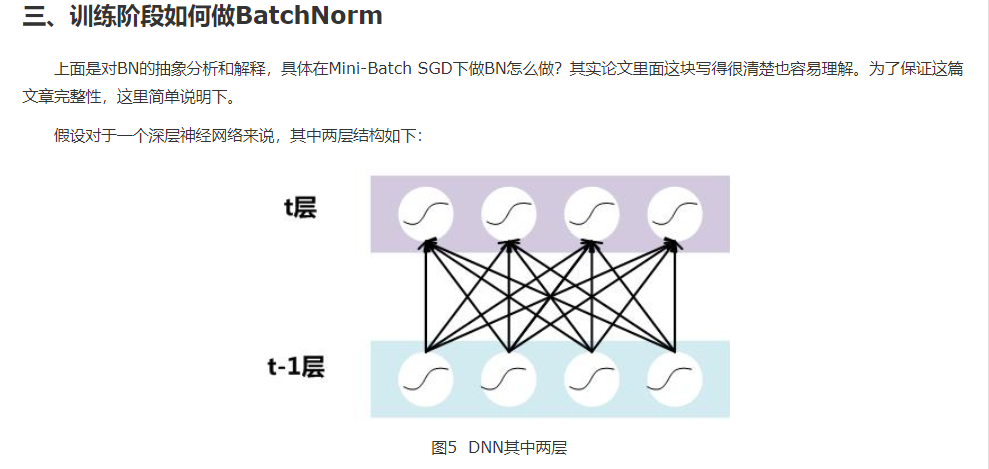 三、训练阶段如何做BatchNorm
上面是对BN的抽象分析和解释，具体在Mini-Batch SGD下做BN怎么做？其实论文里面这块写得很清楚也容易理解。为了保证这篇
文章完整性，这里简单说明下。
假设对于一个深层神经网络来说，其中两层结构如下：
t层
t-1层
图5 DNN其中两层